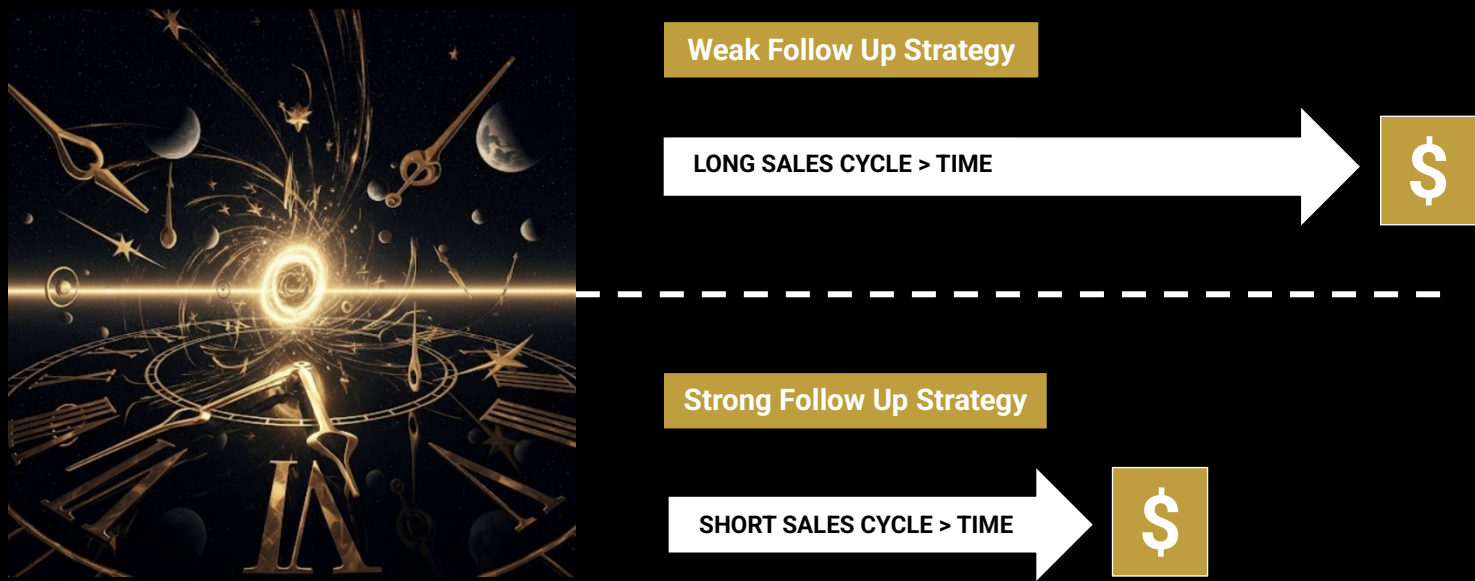 Weak Follow Up Strategy
LONG SALES CYCLE > TIME
$
Strong Follow Up Strategy
SHORT SALES CYCLE > TIME
$